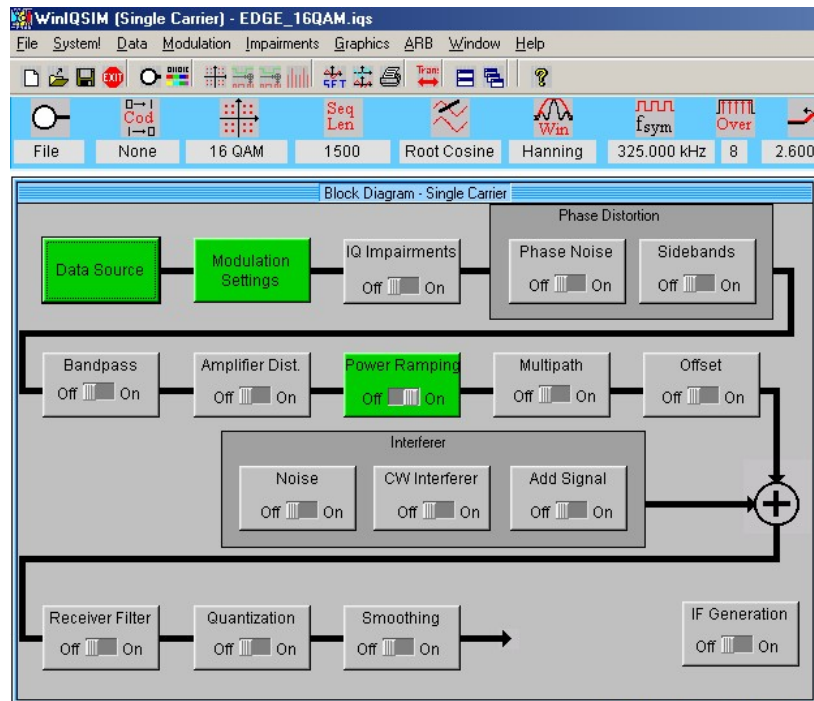 WinIQSIM (Single Carrier) - EDGE_16QAM.iqs
File System! Data Modulation Impairments Graphics ARB Window Help
EXIT SET Tran: ?
Cod Seq Len Win fsym Over
File None 16 QAM 1500 Root Cosine Hanning 325.000 kHz 8 2.600
Block Diagram - Single Carrier
Phase Distortion
Data Source
Modulation
Settings
IQ Impairments
Off On
Phase Noise
Off On
Sidebands
Off On
Bandpass
Off On
Amplifier Dist.
Off On
Power Ramping
Off On
Multipath
Off On
Offset
Off On
Interferer
Noise
Off On
CW Interferer
Off On
Add Signal
Off On
Receiver Filter
Off On
Quantization
Off On
Smoothing
Off On
IF Generation
Off On